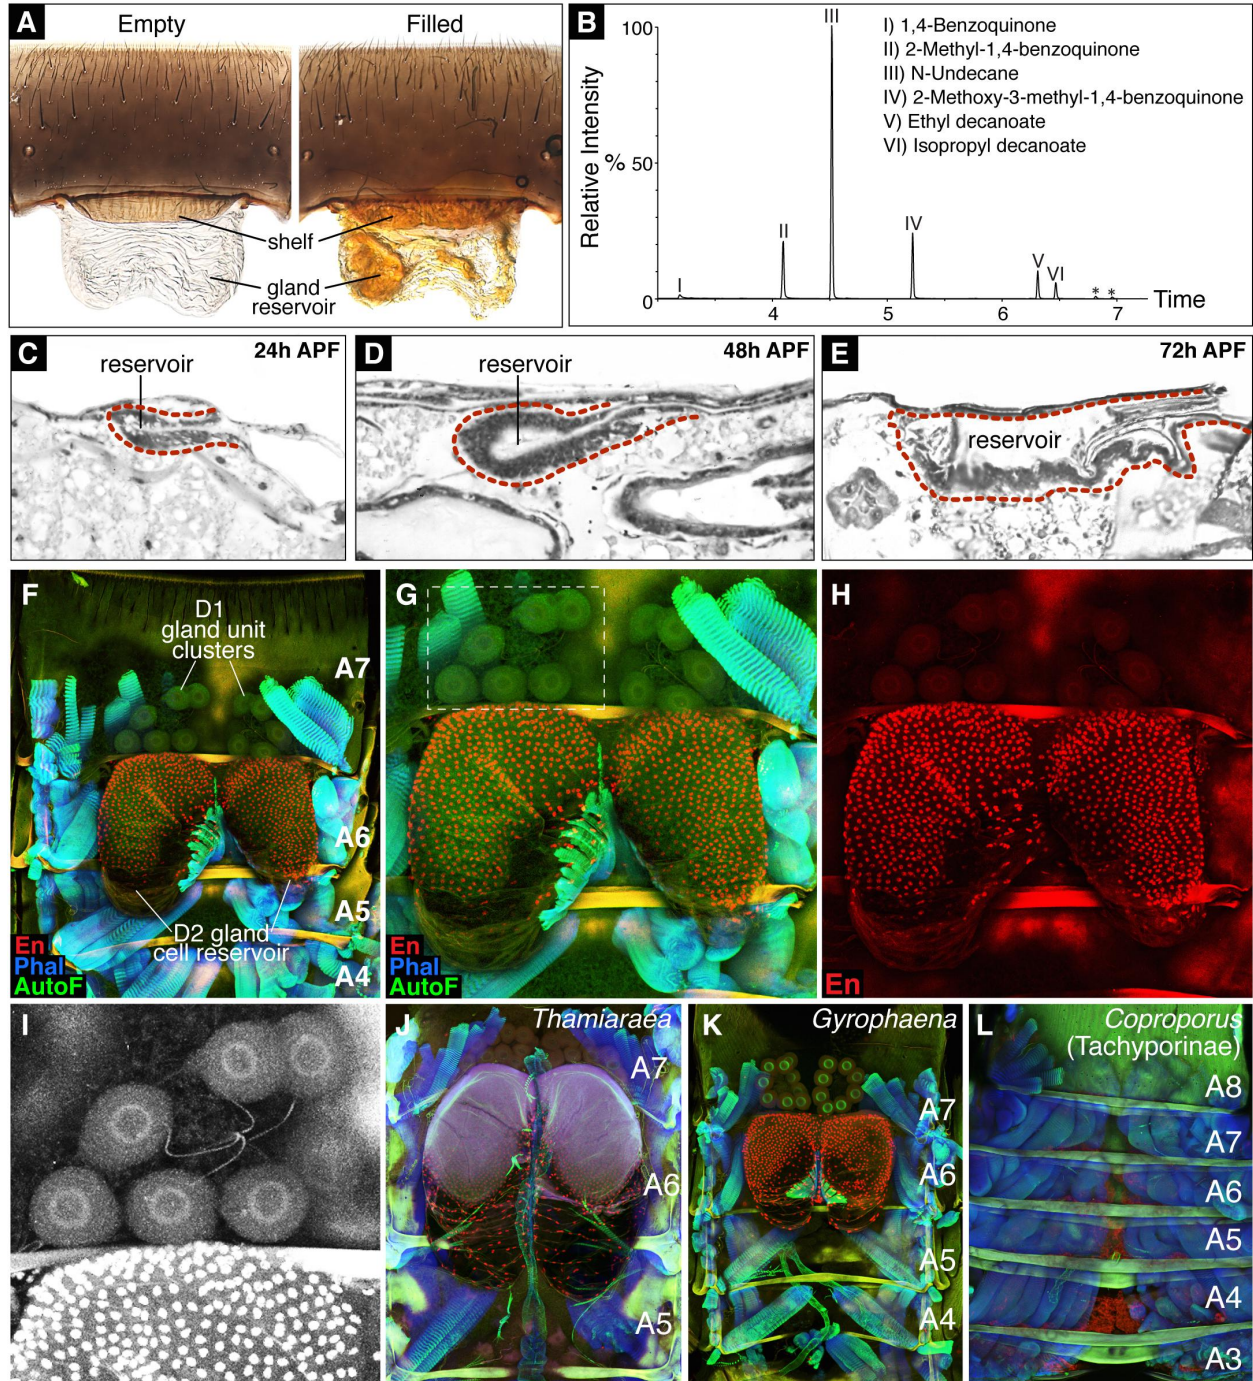 A
Empty
Filled
shelf
gland
reservoir
B
Relative Intensity
%
100
50
0
III
II
I
IV
V
VI
*
*
4
5
6
7
Time
I) 1,4-Benzoquinone
II) 2-Methyl-1,4-benzoquinone
III) N-Undecane
IV) 2-Methoxy-3-methyl-1,4-benzoquinone
V) Ethyl decanoate
VI) Isopropyl decanoate
C
24h APF
reservoir
D
48h APF
reservoir
E
72h APF
reservoir
F
D1
gland unit
clusters
A7
A6
A5
D2 gland
cell reservoir
A4
En
Phal
AutoF
G
En
Phal
AutoF
H
En
I
J
Thamiaraea
A7
A6
A5
K
Gyrophaena
A7
A6
A5
A4
L
Coproporus
(Tachyporinae)
A8
A7
A6
A5
A4
A3